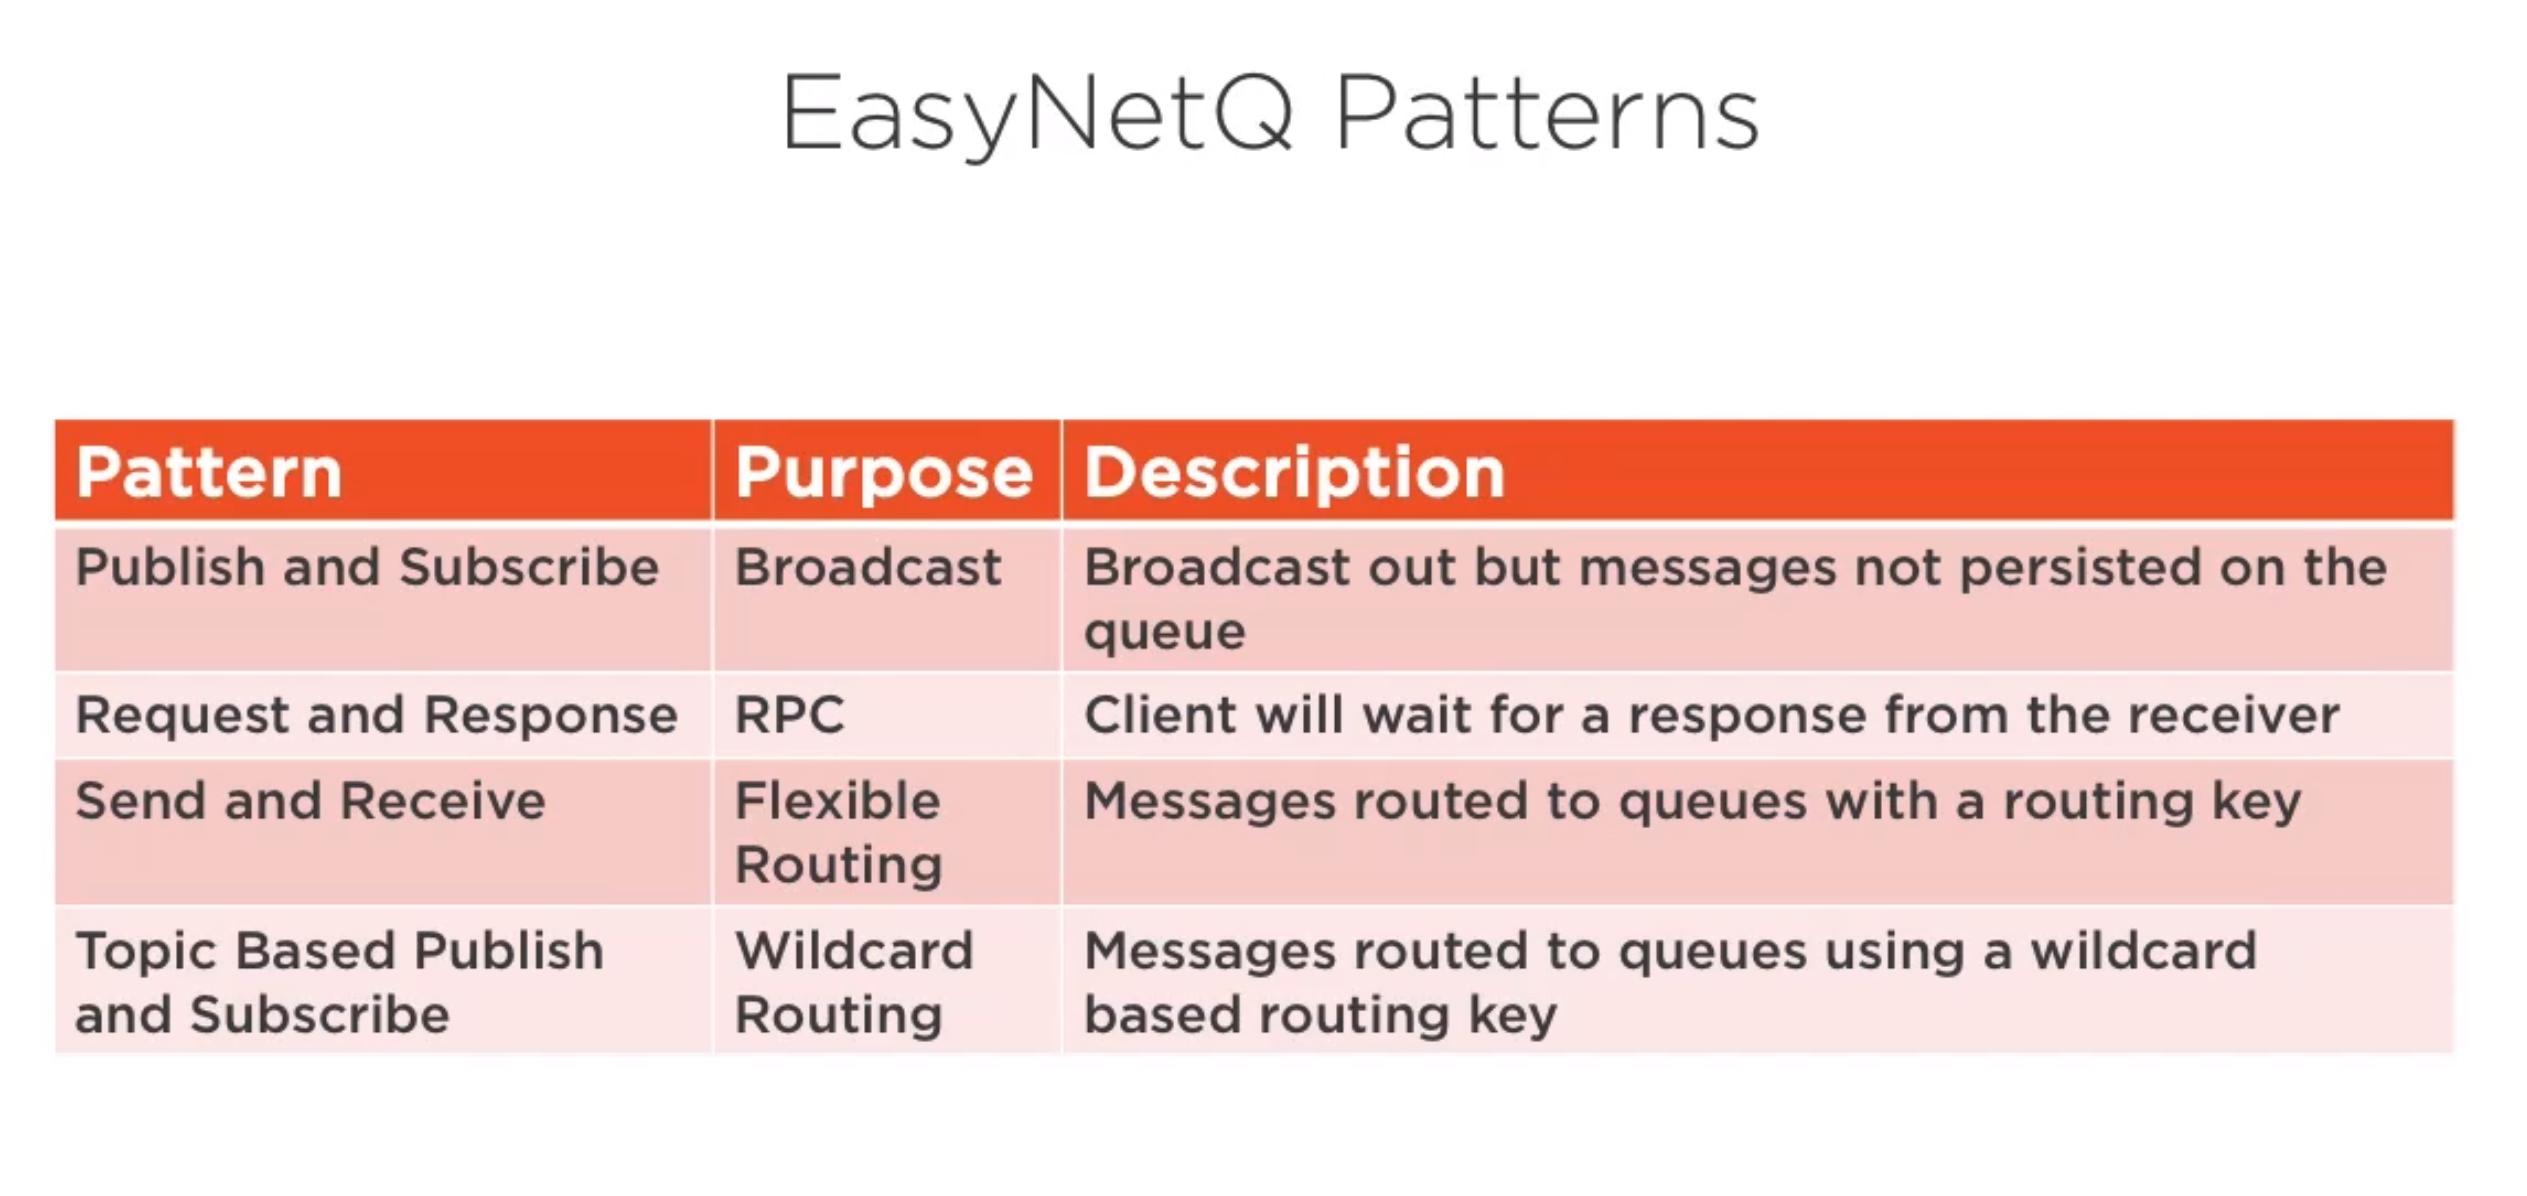 EasyNetQ Patterns
Pattern Purpose Description
Publish and Subscribe Broadcast Broadcast out but messages not persisted on the
queue
Request and Response RPC Client will wait for a response from the receiver
Send and Receive Flexible Messages routed to queues with a routing key
Routing
Topic Based Publish Wildcard Messages routed to queues using a wildcard
and Subscribe Routing based routing key